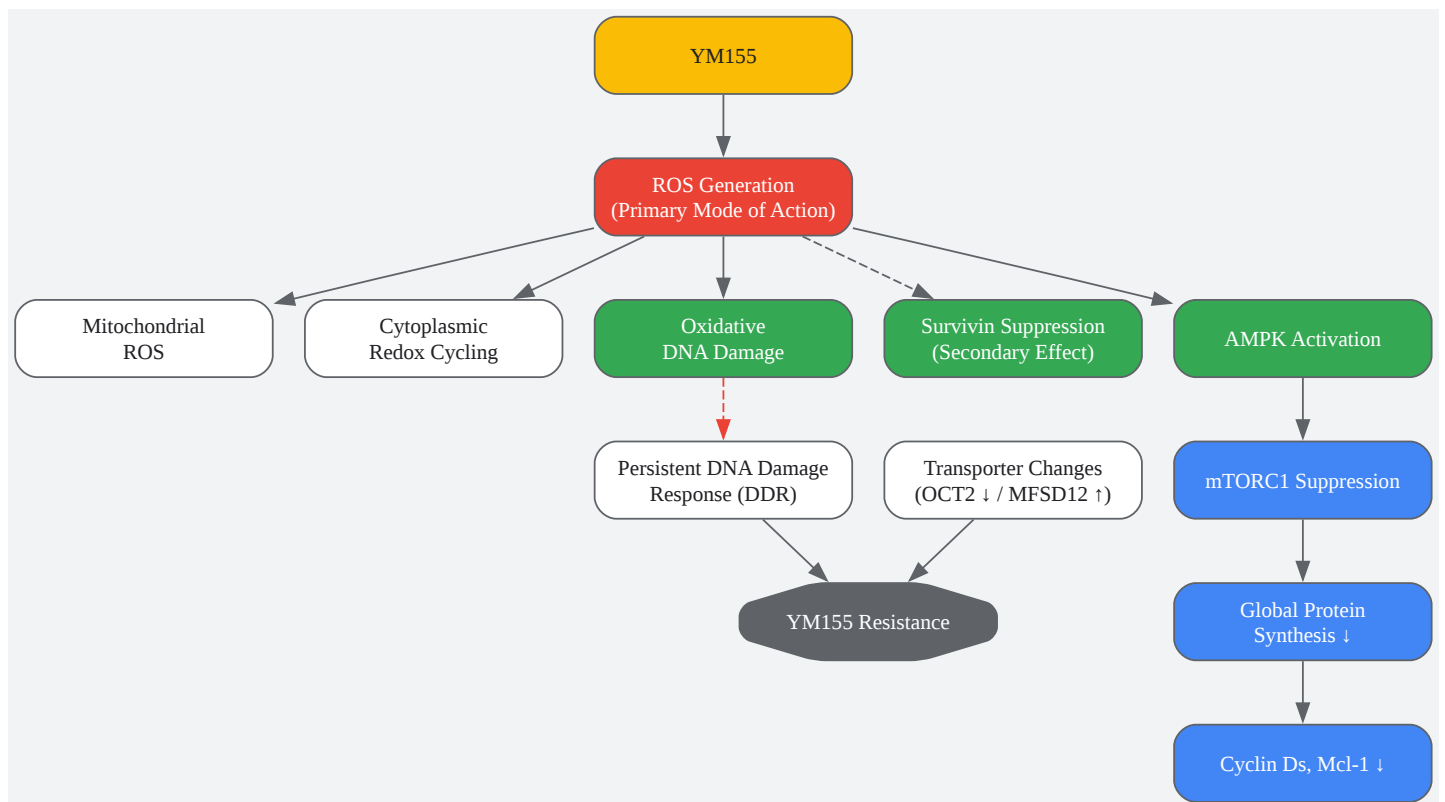 YM155
ROS Generation
(Primary Mode of Action)
Mitochondrial
ROS
Cytoplasmic
Redox Cycling
Oxidative
DNA Damage
Survivin Suppression
(Secondary Effect)
AMPK Activation
Persistent DNA Damage
Response (DDR)
Transporter Changes
(OCT2 ↓ / MFSD12 ↑)
mTORC1 Suppression
YM155 Resistance
Global Protein
Synthesis ↓
Cyclin Ds, Mcl-1 ↓